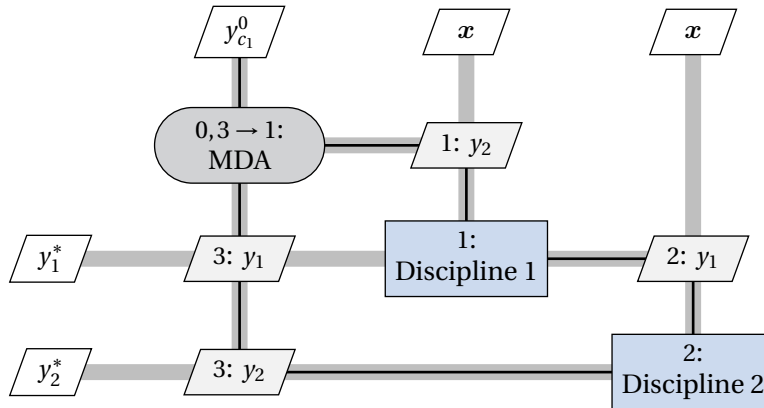 y_{c_1}^0
x
x
0,3 → 1:
MDA
1: y_2
y_1^*
3: y_1
1:
Discipline 1
2: y_1
y_2^*
3: y_2
2:
Discipline 2